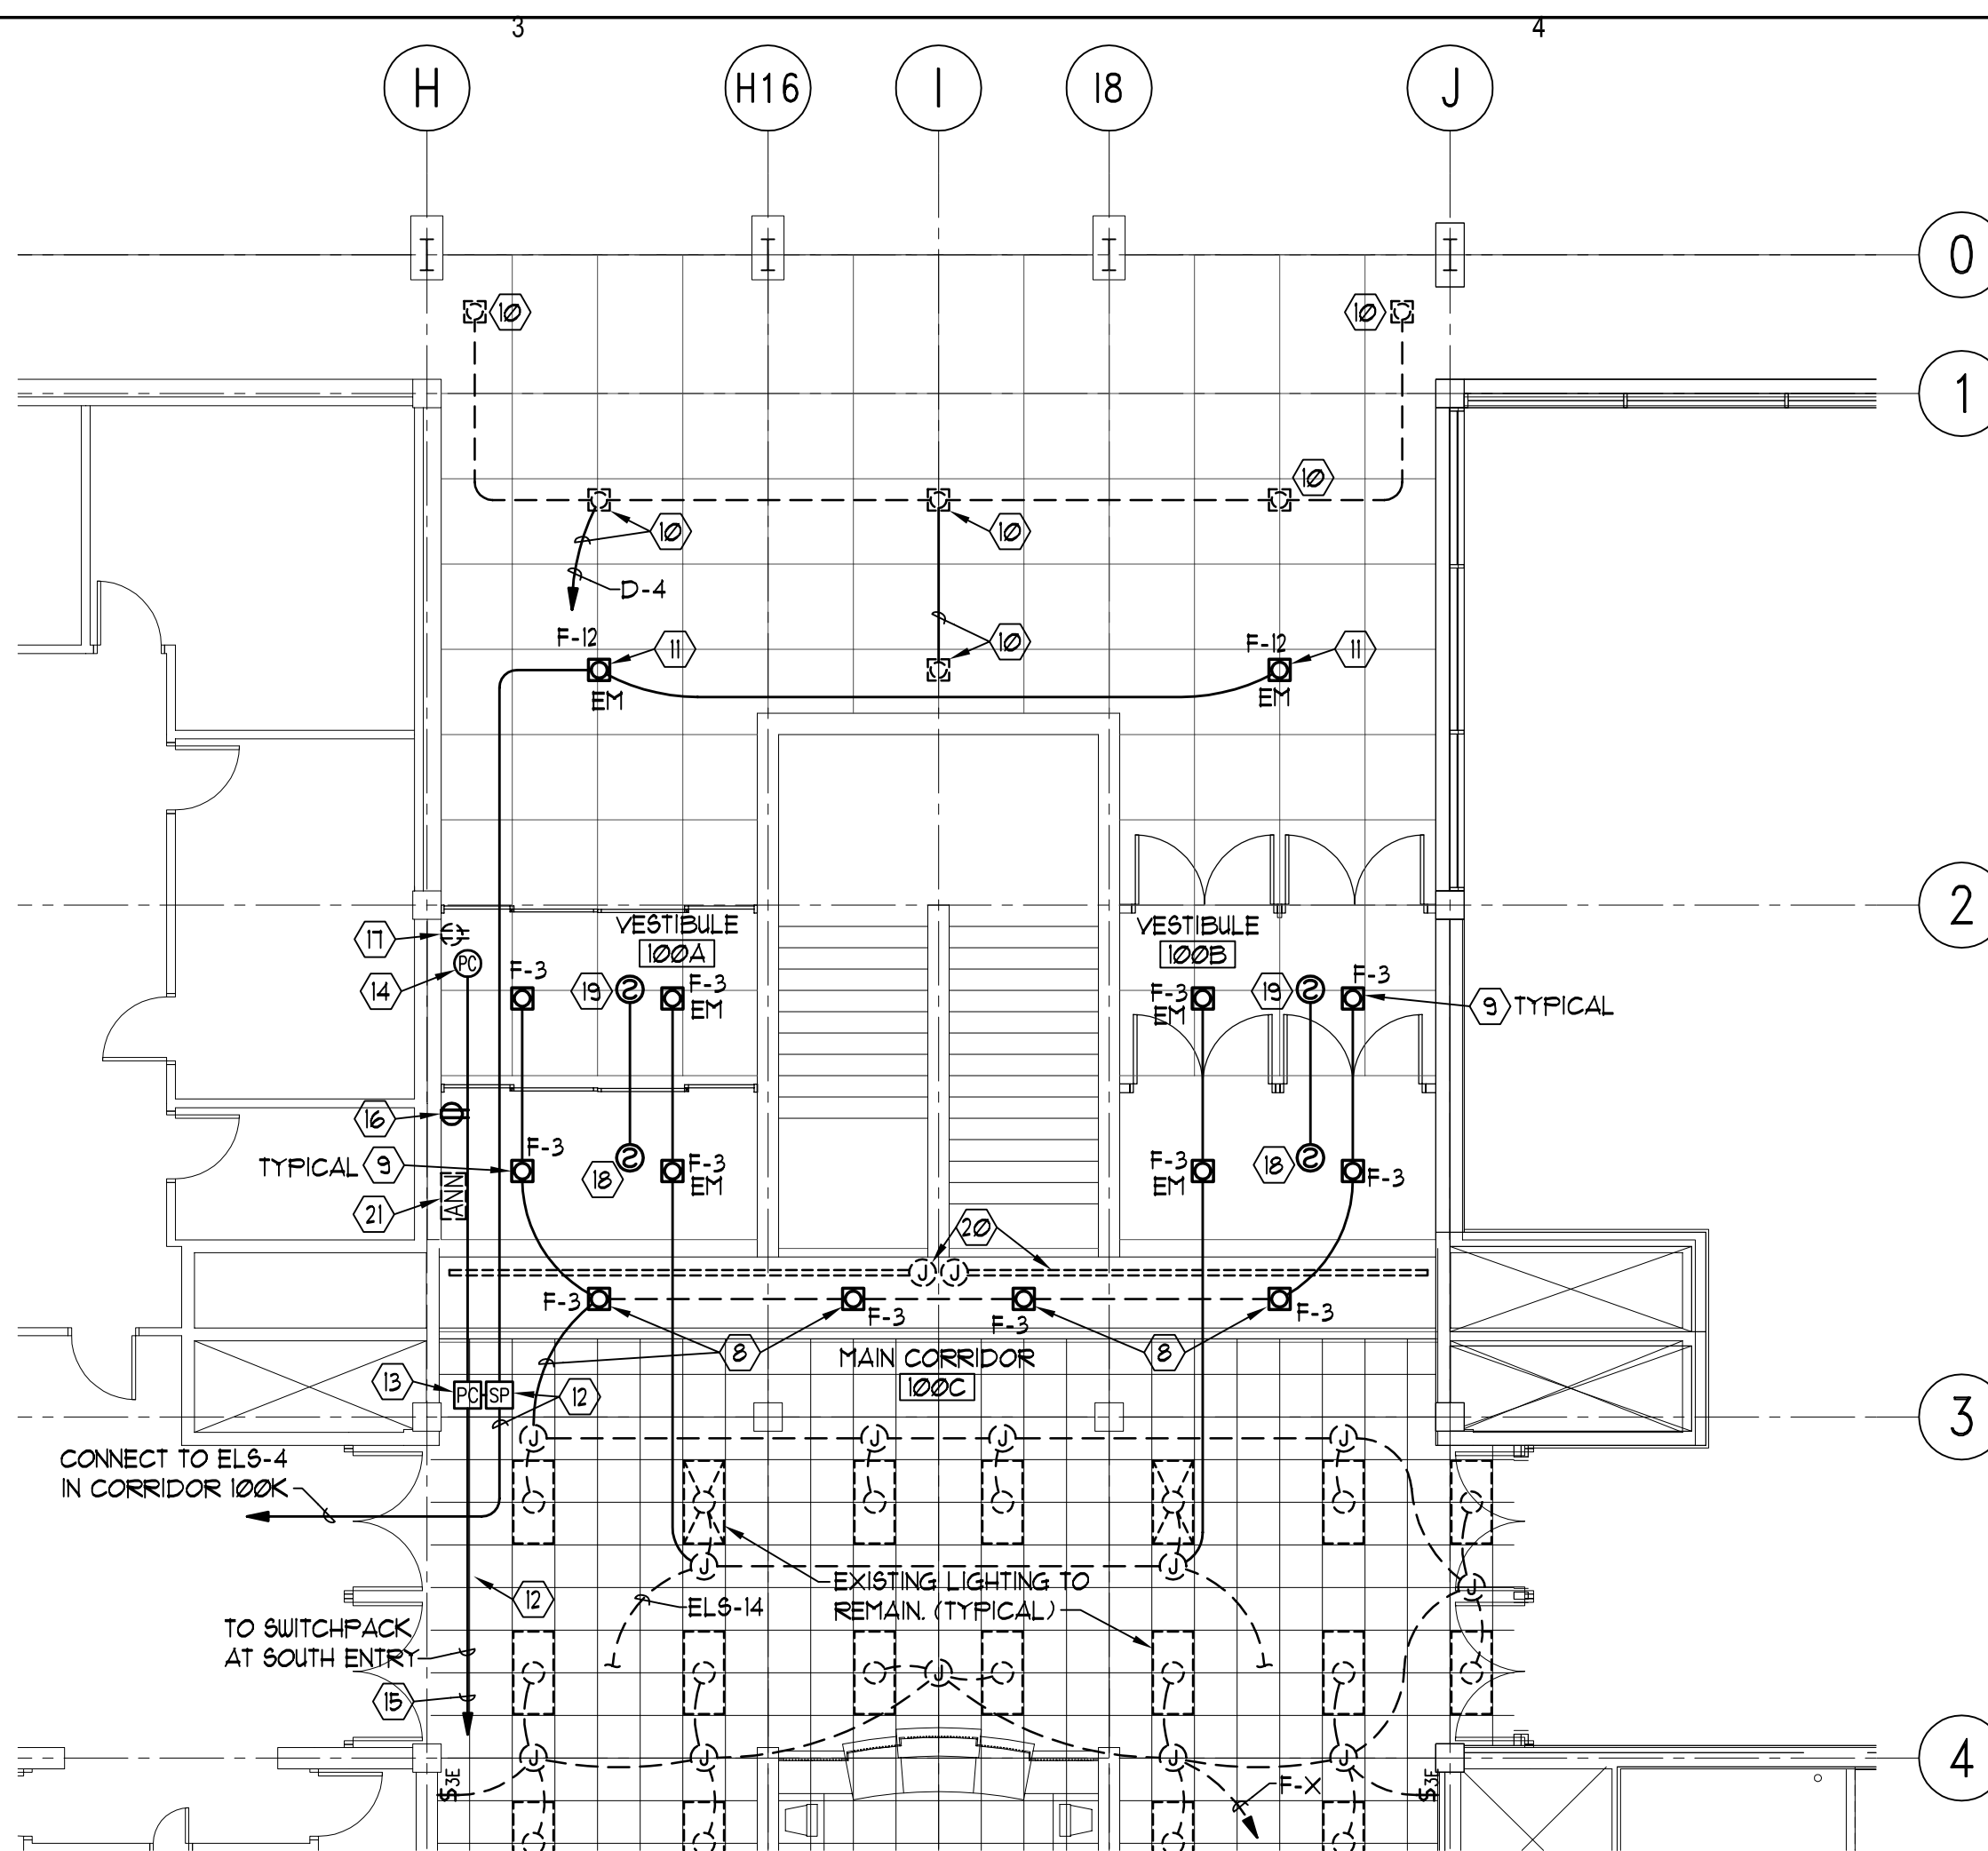 3
4
H
H16
I
I8
J
0
10
10
1
10
10
10
D-4
10
F-12
11
EM
F-12
11
EM
2
17
VESTIBULE
100A
VESTIBULE
100B
14
PC
F-3
19
F-3
EM
F-3
EM
19
F-3
9 TYPICAL
16
TYPICAL 9
F-3
18
F-3
EM
F-3
EM
18
F-3
21
ANN
20
J J
F-3
F-3
F-3
F-3
8
8
MAIN CORRIDOR
100C
13
PC SP
12
3
J
J
J
J
CONNECT TO ELS-4
IN CORRIDOR 100K
J
J
J
12
ELS-14
EXISTING LIGHTING TO
REMAIN. (TYPICAL)
TO SWITCHPACK
AT SOUTH ENTRY
15
J
J
J
J
J
4
$3E
F-X
$3E